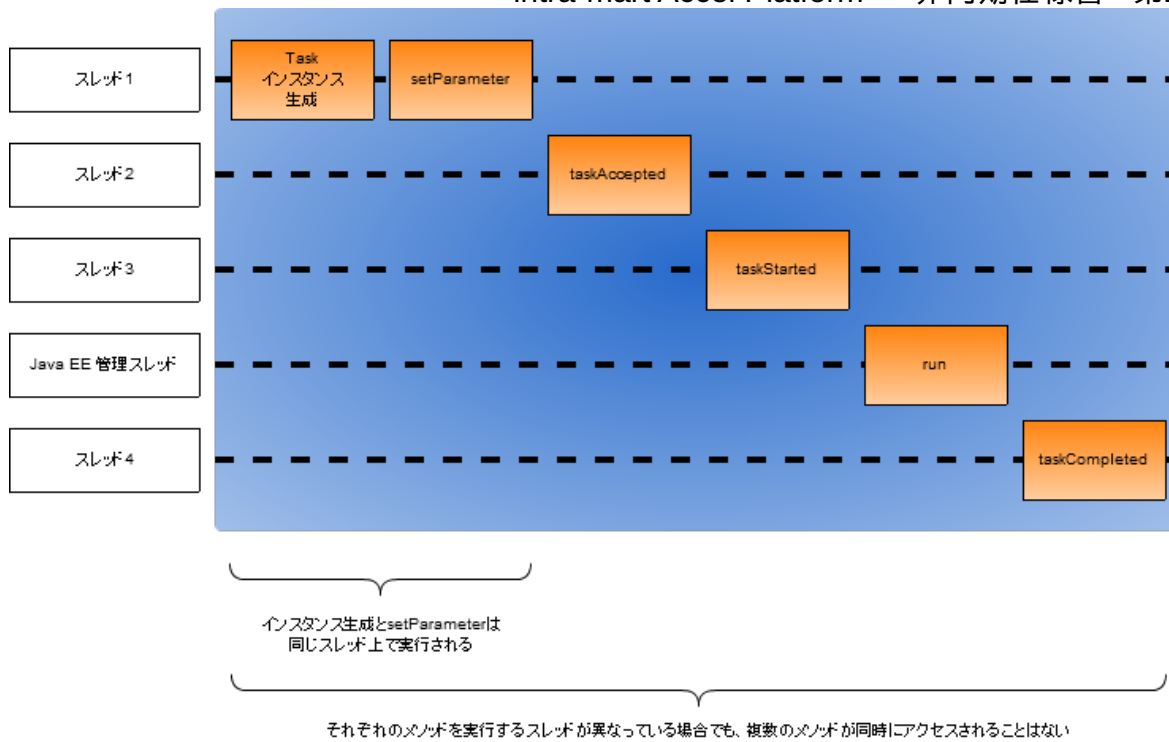 スレッド1
Task
インスタンス
生成
setParameter
スレッド2
taskAccepted
スレッド3
taskStarted
Java EE 管理スレッド
run
スレッド4
taskCompleted
インスタンス生成とsetParameterは
同じスレッド上で実行される
それぞれのメソッドを実行するスレッドが異なっている場合でも、複数のメソッドが同時にアクセスされることはない